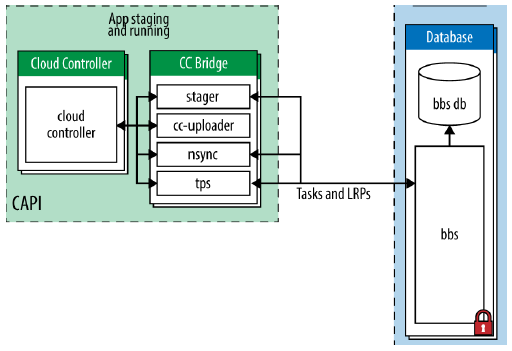 App staging
and running
Cloud Controller
CC Bridge
cloud
controller
stager
cc-uploader
nsync
tps
CAPI
Tasks and LRPs
Database
bbs db
bbs